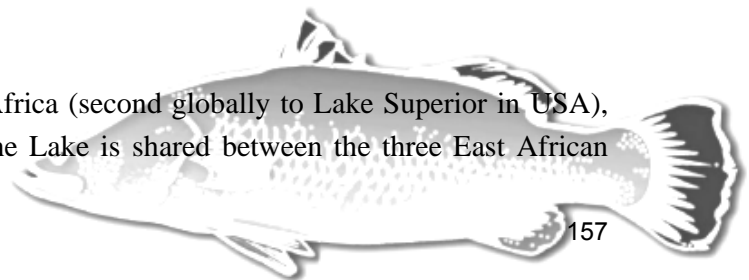 Africa (second globally to Lake Superior in USA),
he Lake is shared between the three East African
157